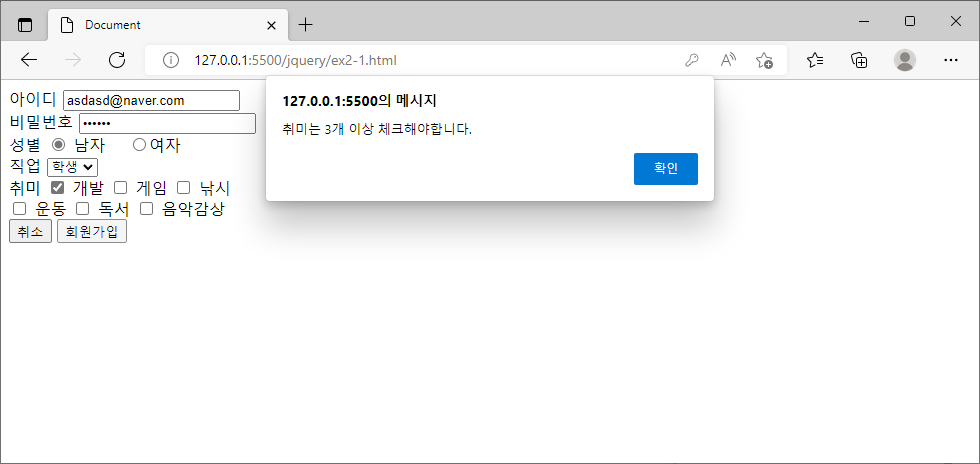 Document
127.0.0.1:5500/jquery/ex2-1.html
127.0.0.1:5500의 메시지
취미는 3개 이상 체크해야합니다.
확인
아이디 asdasd@naver.com
비밀번호 ••••••
성별 남자 여자
직업 학생
취미 개발 게임 낚시
운동 독서 음악감상
취소 회원가입